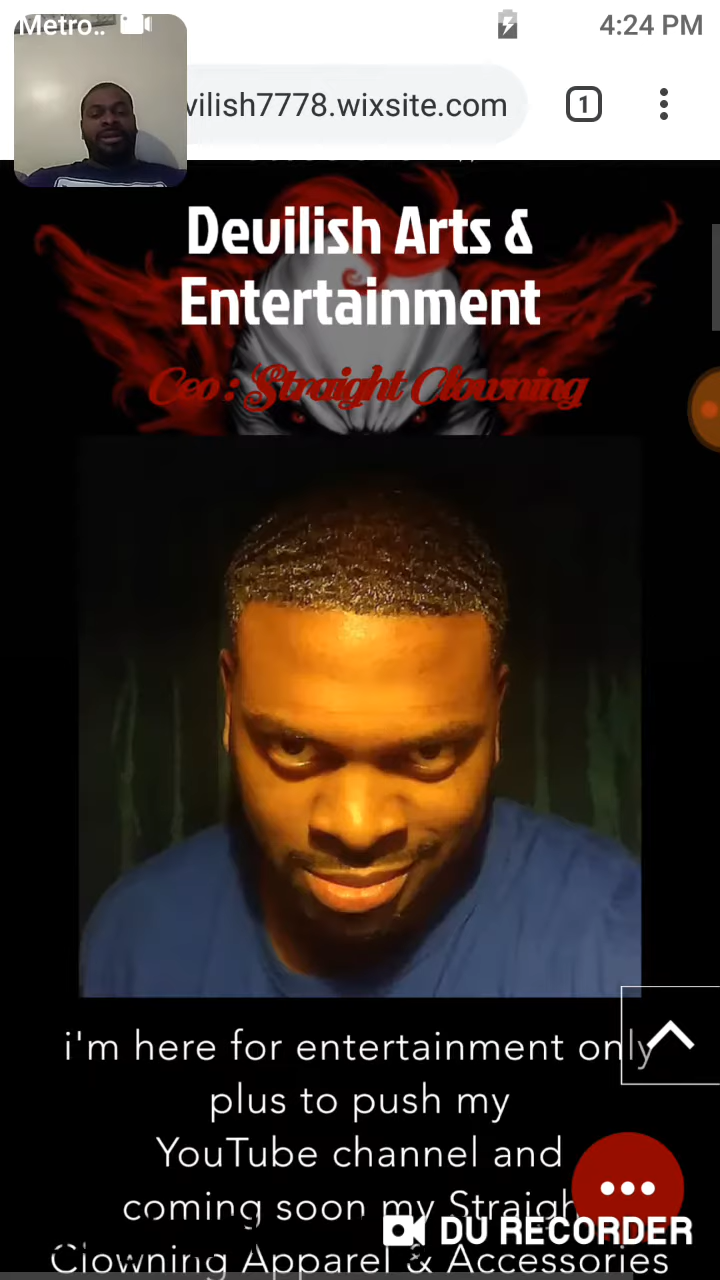 Metro..
4:24 PM
vilish7778.wixsite.com
1
Devilish Arts &
Entertainment
Ceo : Straight Clowning
i'm here for entertainment only
plus to push my
YouTube channel and
coming soon my Straigh
DU RECORDER
Clowning Apparel & Accessories